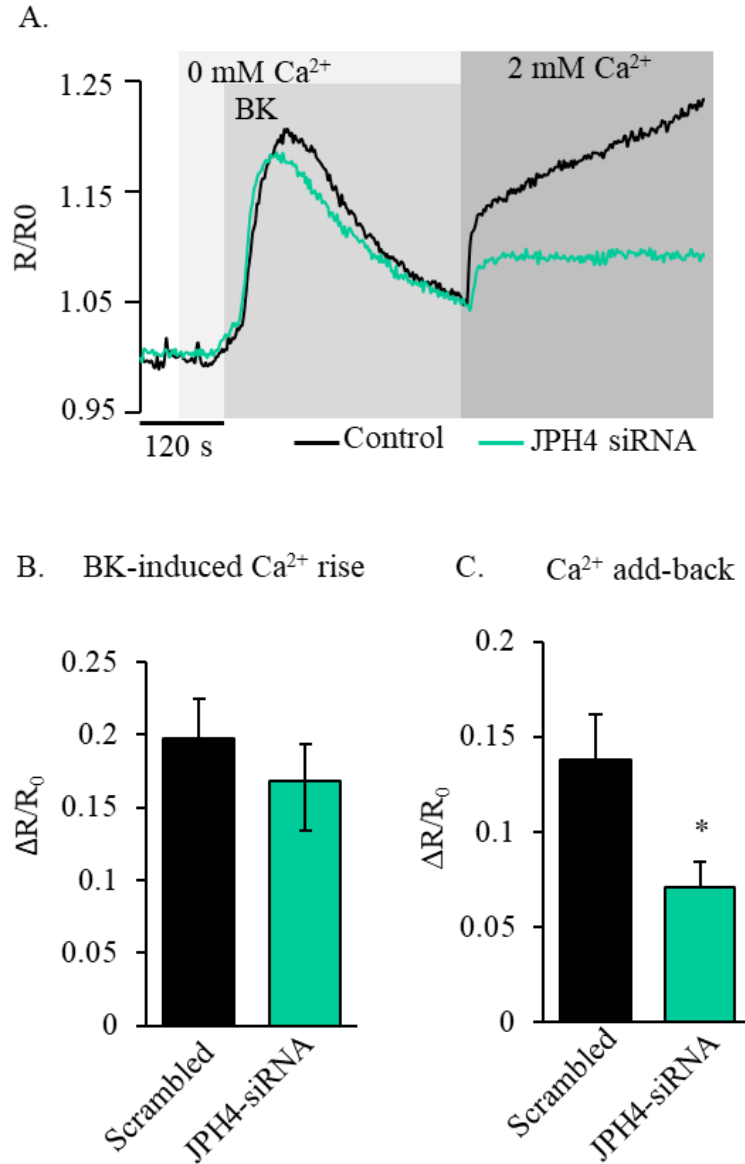 A.
0 mM Ca²⁺
2 mM Ca²⁺
BK
1.25
1.15
1.05
0.95
R/R0
120 s
Control
JPH4 siRNA
B. BK-induced Ca²⁺ rise
0.25
0.2
0.15
0.1
0.05
0
ΔR/R₀
Scrambled
JPH4-siRNA
C. Ca²⁺ add-back
0.2
0.15
0.1
0.05
0
ΔR/R₀
*
Scrambled
JPH4-siRNA